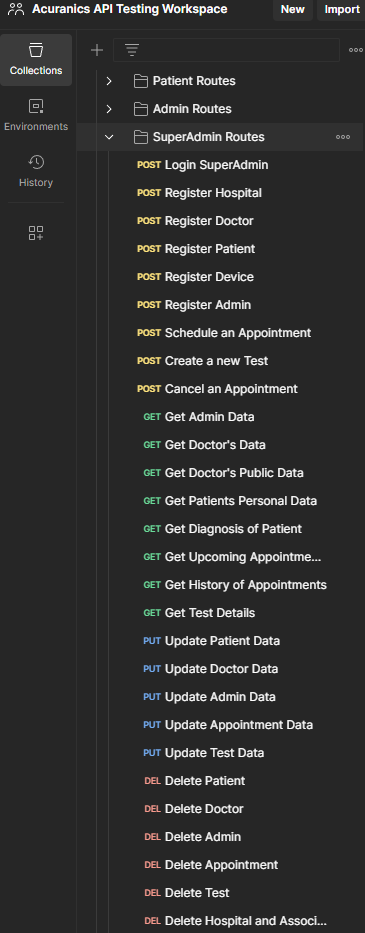 Acuranics API Testing Workspace
New
Import
Collections
Environments
History
Patient Routes
Admin Routes
SuperAdmin Routes
POST Login SuperAdmin
POST Register Hospital
POST Register Doctor
POST Register Patient
POST Register Device
POST Register Admin
POST Schedule an Appointment
POST Create a new Test
POST Cancel an Appointment
GET Get Admin Data
GET Get Doctor's Data
GET Get Doctor's Public Data
GET Get Patients Personal Data
GET Get Diagnosis of Patient
GET Get Upcoming Appointme...
GET Get History of Appointments
GET Get Test Details
PUT Update Patient Data
PUT Update Doctor Data
PUT Update Admin Data
PUT Update Appointment Data
PUT Update Test Data
DEL Delete Patient
DEL Delete Doctor
DEL Delete Admin
DEL Delete Appointment
DEL Delete Test
DEL Delete Hospital and Associ...